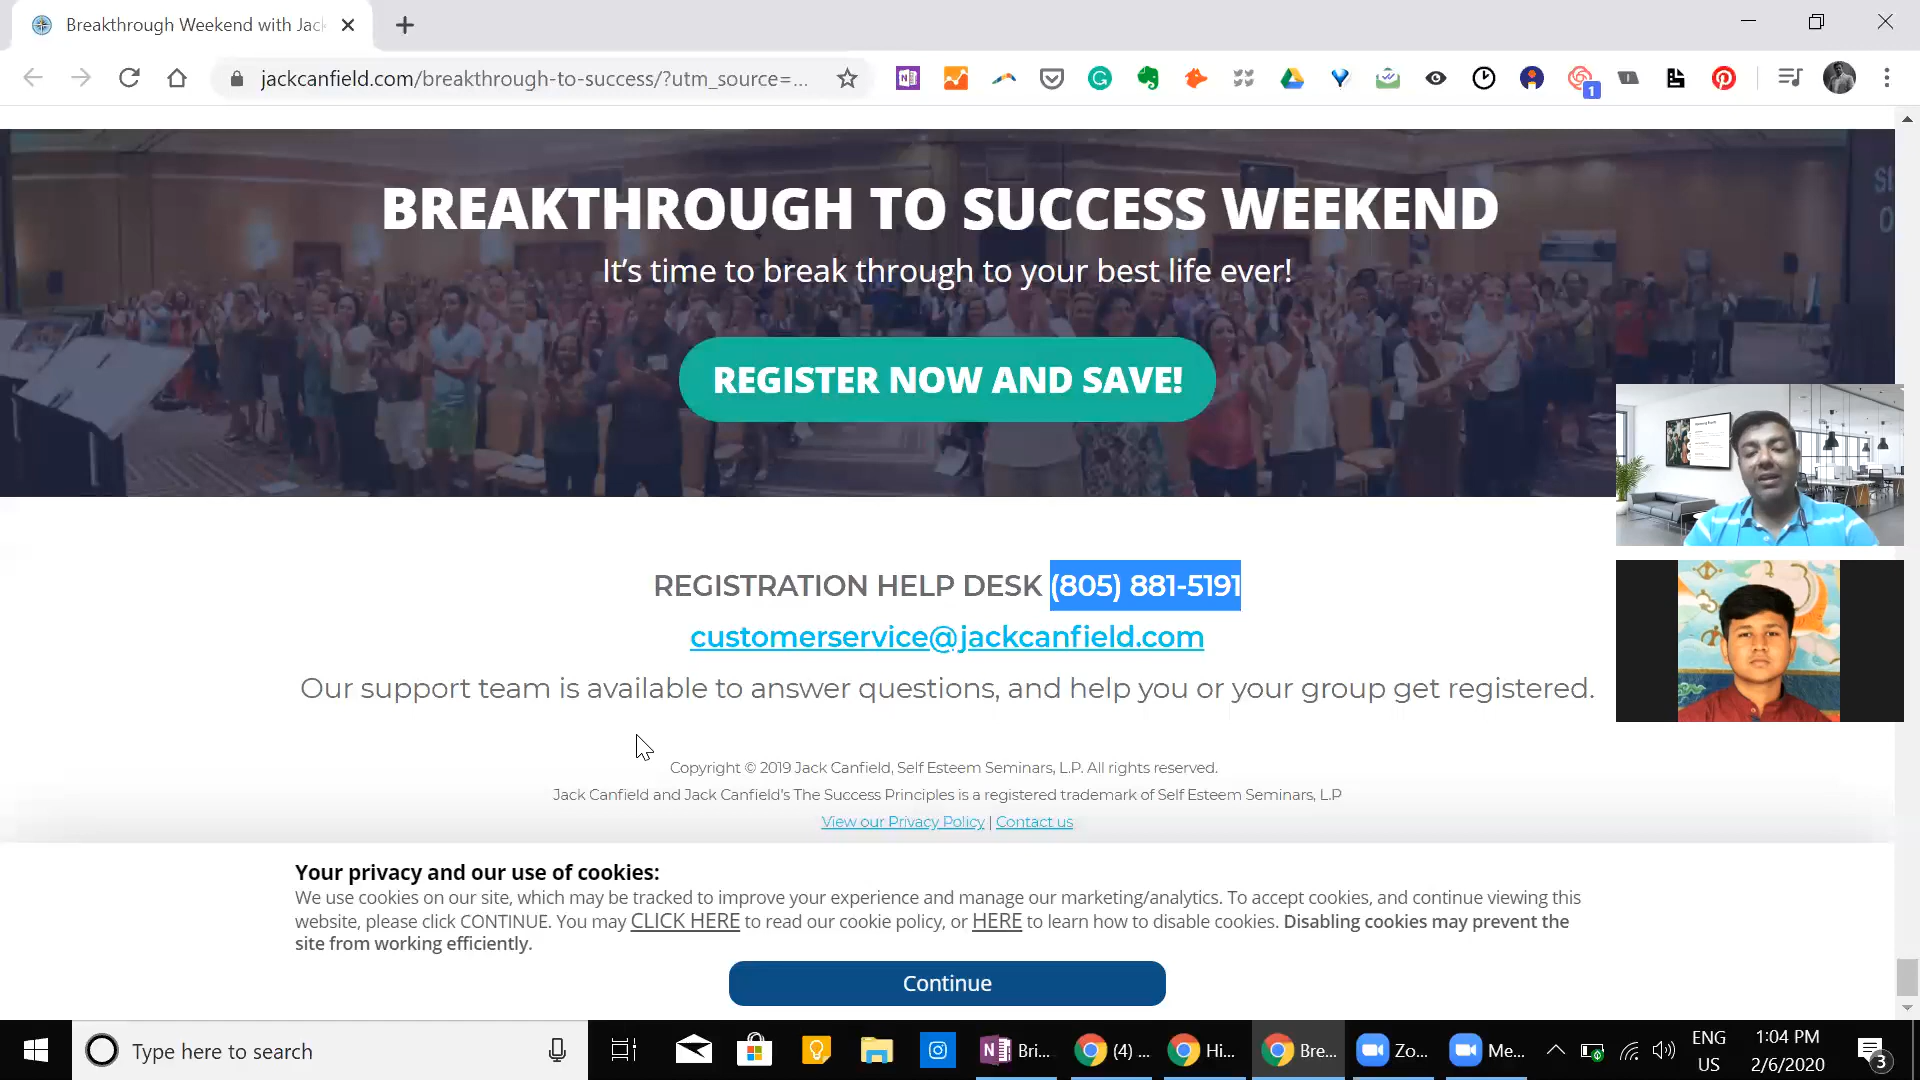 Breakthrough Weekend with Jac
jackcanfield.com/breakthrough-to-success/?utm_source=...
1
BREAKTHROUGH TO SUCCESS WEEKEND
It's time to break through to your best life ever!
REGISTER NOW AND SAVE!
REGISTRATION HELP DESK (805) 881-5191
customerservice@jackcanfield.com
Our support team is available to answer questions, and help you or your group get registered.
Copyright © 2019 Jack Canfield, Self Esteem Seminars, L.P. All rights reserved.
Jack Canfield and Jack Canfield's The Success Principles is a registered trademark of Self Esteem Seminars, L.P
View our Privacy Policy | Contact us
Your privacy and our use of cookies:
We use cookies on our site, which may be tracked to improve your experience and manage our marketing/analytics. To accept cookies, and continue viewing this
website, please click CONTINUE. You may CLICK HERE to read our cookie policy, or HERE to learn how to disable cookies. Disabling cookies may prevent the
site from working efficiently.
Continue
Type here to search
Bri...
(4) ...
Hi...
Bre...
Zo...
Me...
ENG
US
1:04 PM
2/6/2020
3